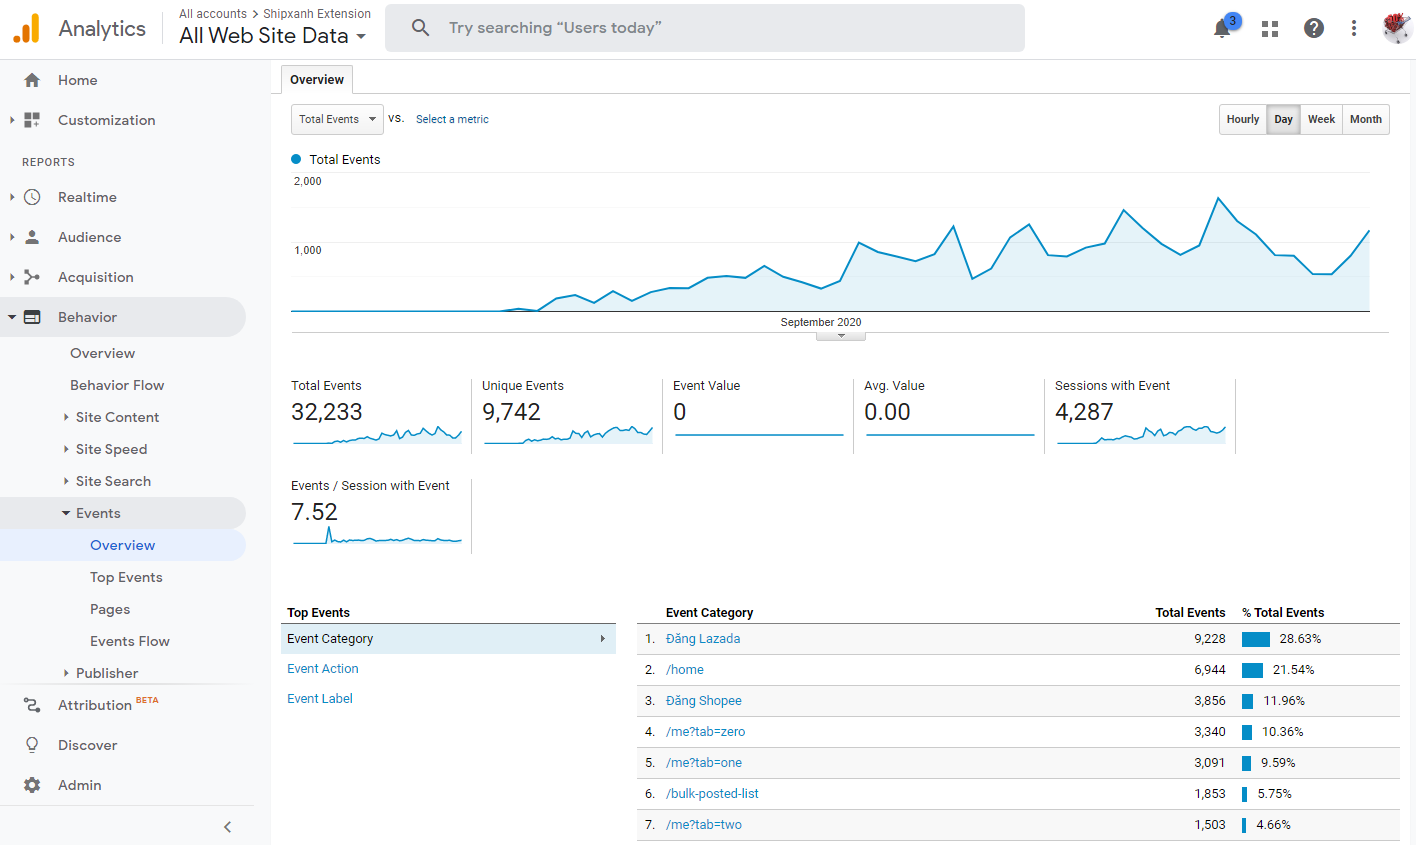 Analytics
All accounts > Shipxanh Extension
All Web Site Data
Try searching “Users today”
3
Home
Customization
REPORTS
Realtime
Audience
Acquisition
Behavior
Overview
Behavior Flow
Site Content
Site Speed
Site Search
Events
Overview
Top Events
Pages
Events Flow
Publisher
Attribution BETA
Discover
Admin
Overview
Total Events vs. Select a metric
Hourly Day Week Month
Total Events
2,000
1,000
September 2020
Total Events
32,233
Unique Events
9,742
Event Value
0
Avg. Value
0.00
Sessions with Event
4,287
Events / Session with Event
7.52
Top Events
Event Category
Event Action
Event Label
Event Category Total Events % Total Events
1. Đăng Lazada 9,228 28.63%
2. /home 6,944 21.54%
3. Đăng Shopee 3,856 11.96%
4. /me?tab=zero 3,340 10.36%
5. /me?tab=one 3,091 9.59%
6. /bulk-posted-list 1,853 5.75%
7. /me?tab=two 1,503 4.66%